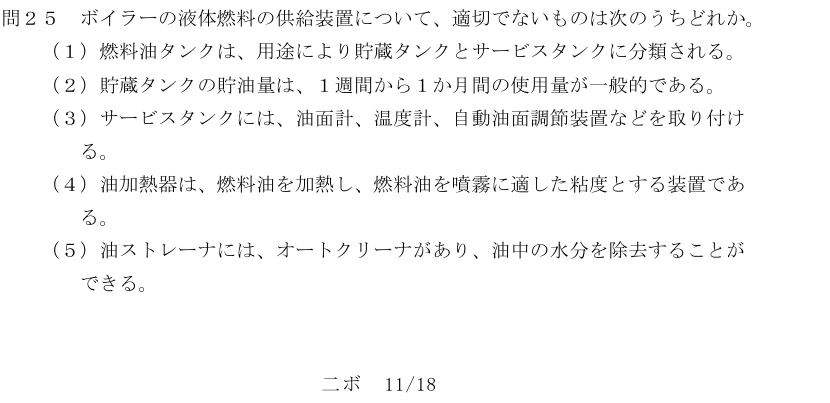 問２５　ボイラーの液体燃料の供給装置について、適切でないものは次のうちどれか。
（１）燃料油タンクは、用途により貯蔵タンクとサービスタンクに分類される。
（２）貯蔵タンクの貯油量は、１週間から１か月間の使用量が一般的である。
（３）サービスタンクには、油面計、温度計、自動油面調節装置などを取り付け
る。
（４）油加熱器は、燃料油を加熱し、燃料油を噴霧に適した粘度とする装置であ
る。
（５）油ストレーナには、オートクリーナがあり、油中の水分を除去することが
できる。
二ボ　11/18